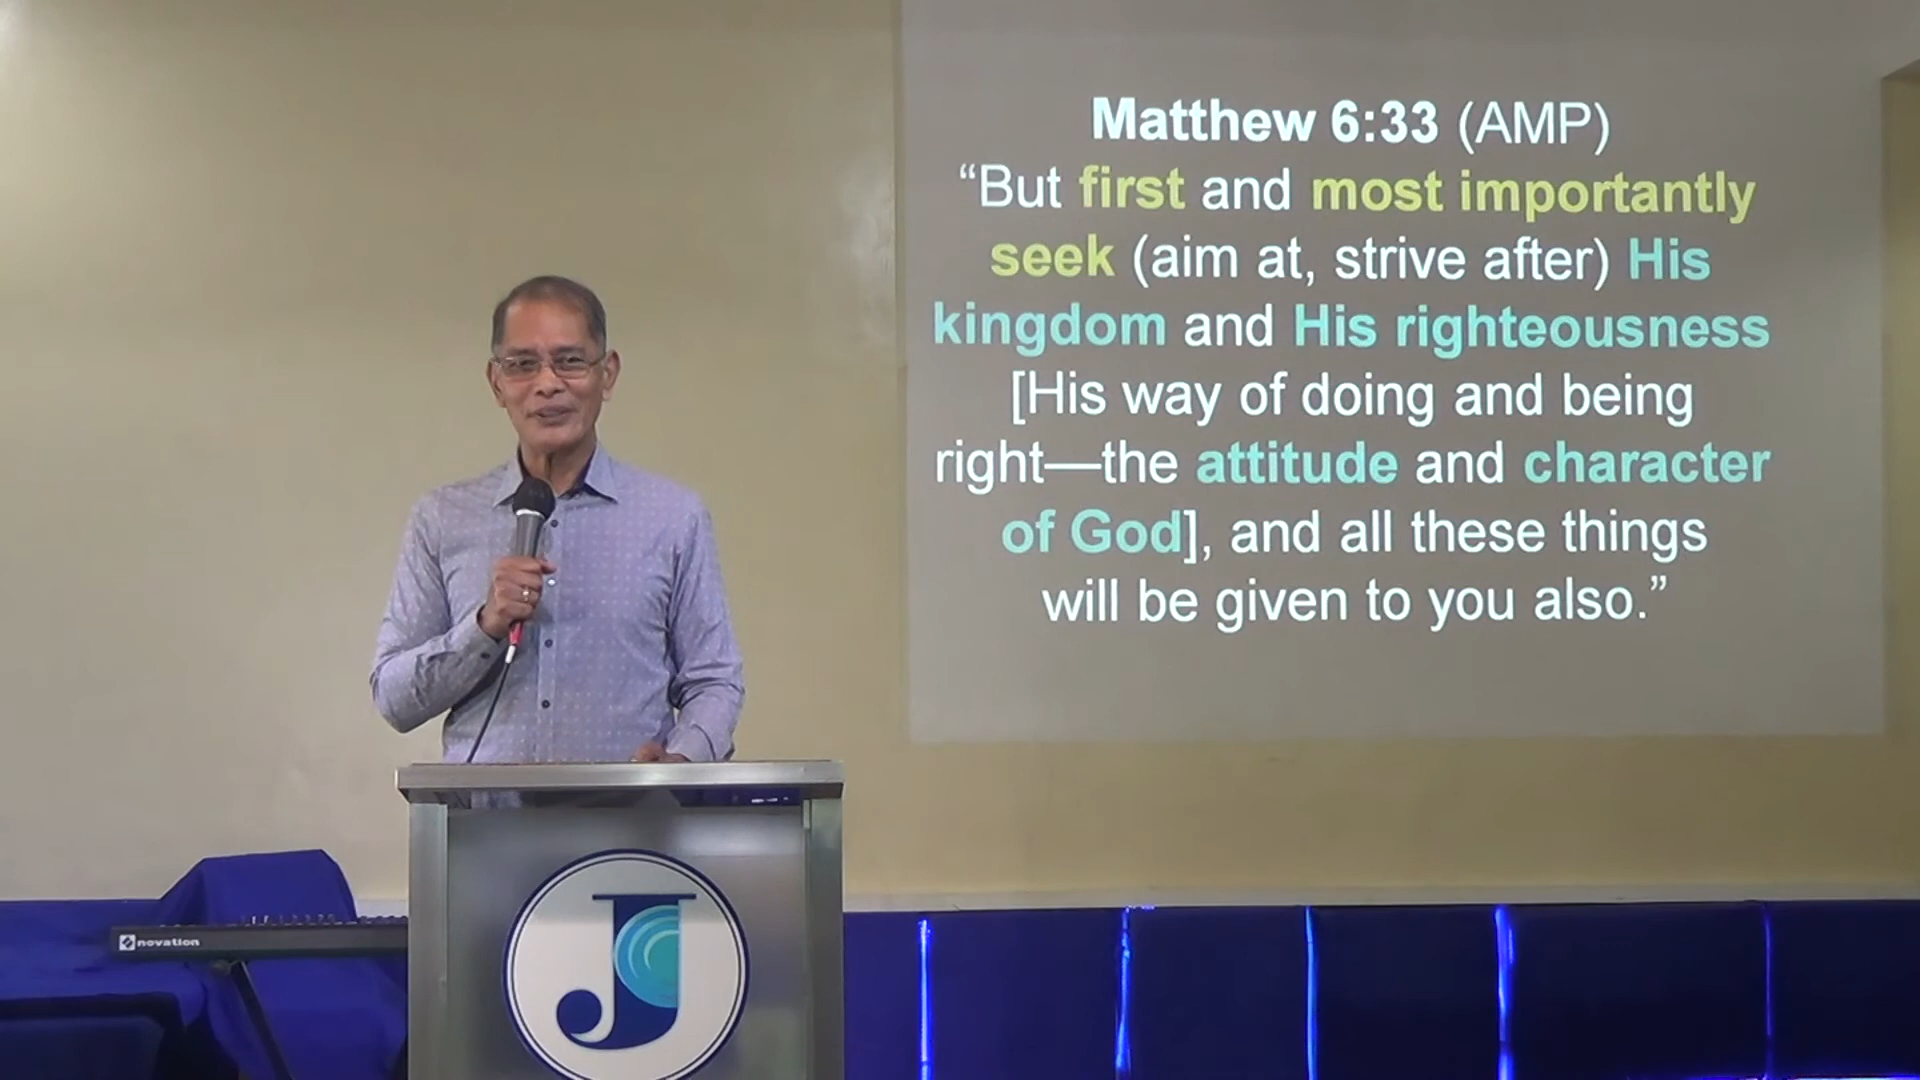 Matthew 6:33 (AMP)
“But first and most importantly
seek (aim at, strive after) His
kingdom and His righteousness
[His way of doing and being
right—the attitude and character
of God], and all these things
will be given to you also.”
novation
J